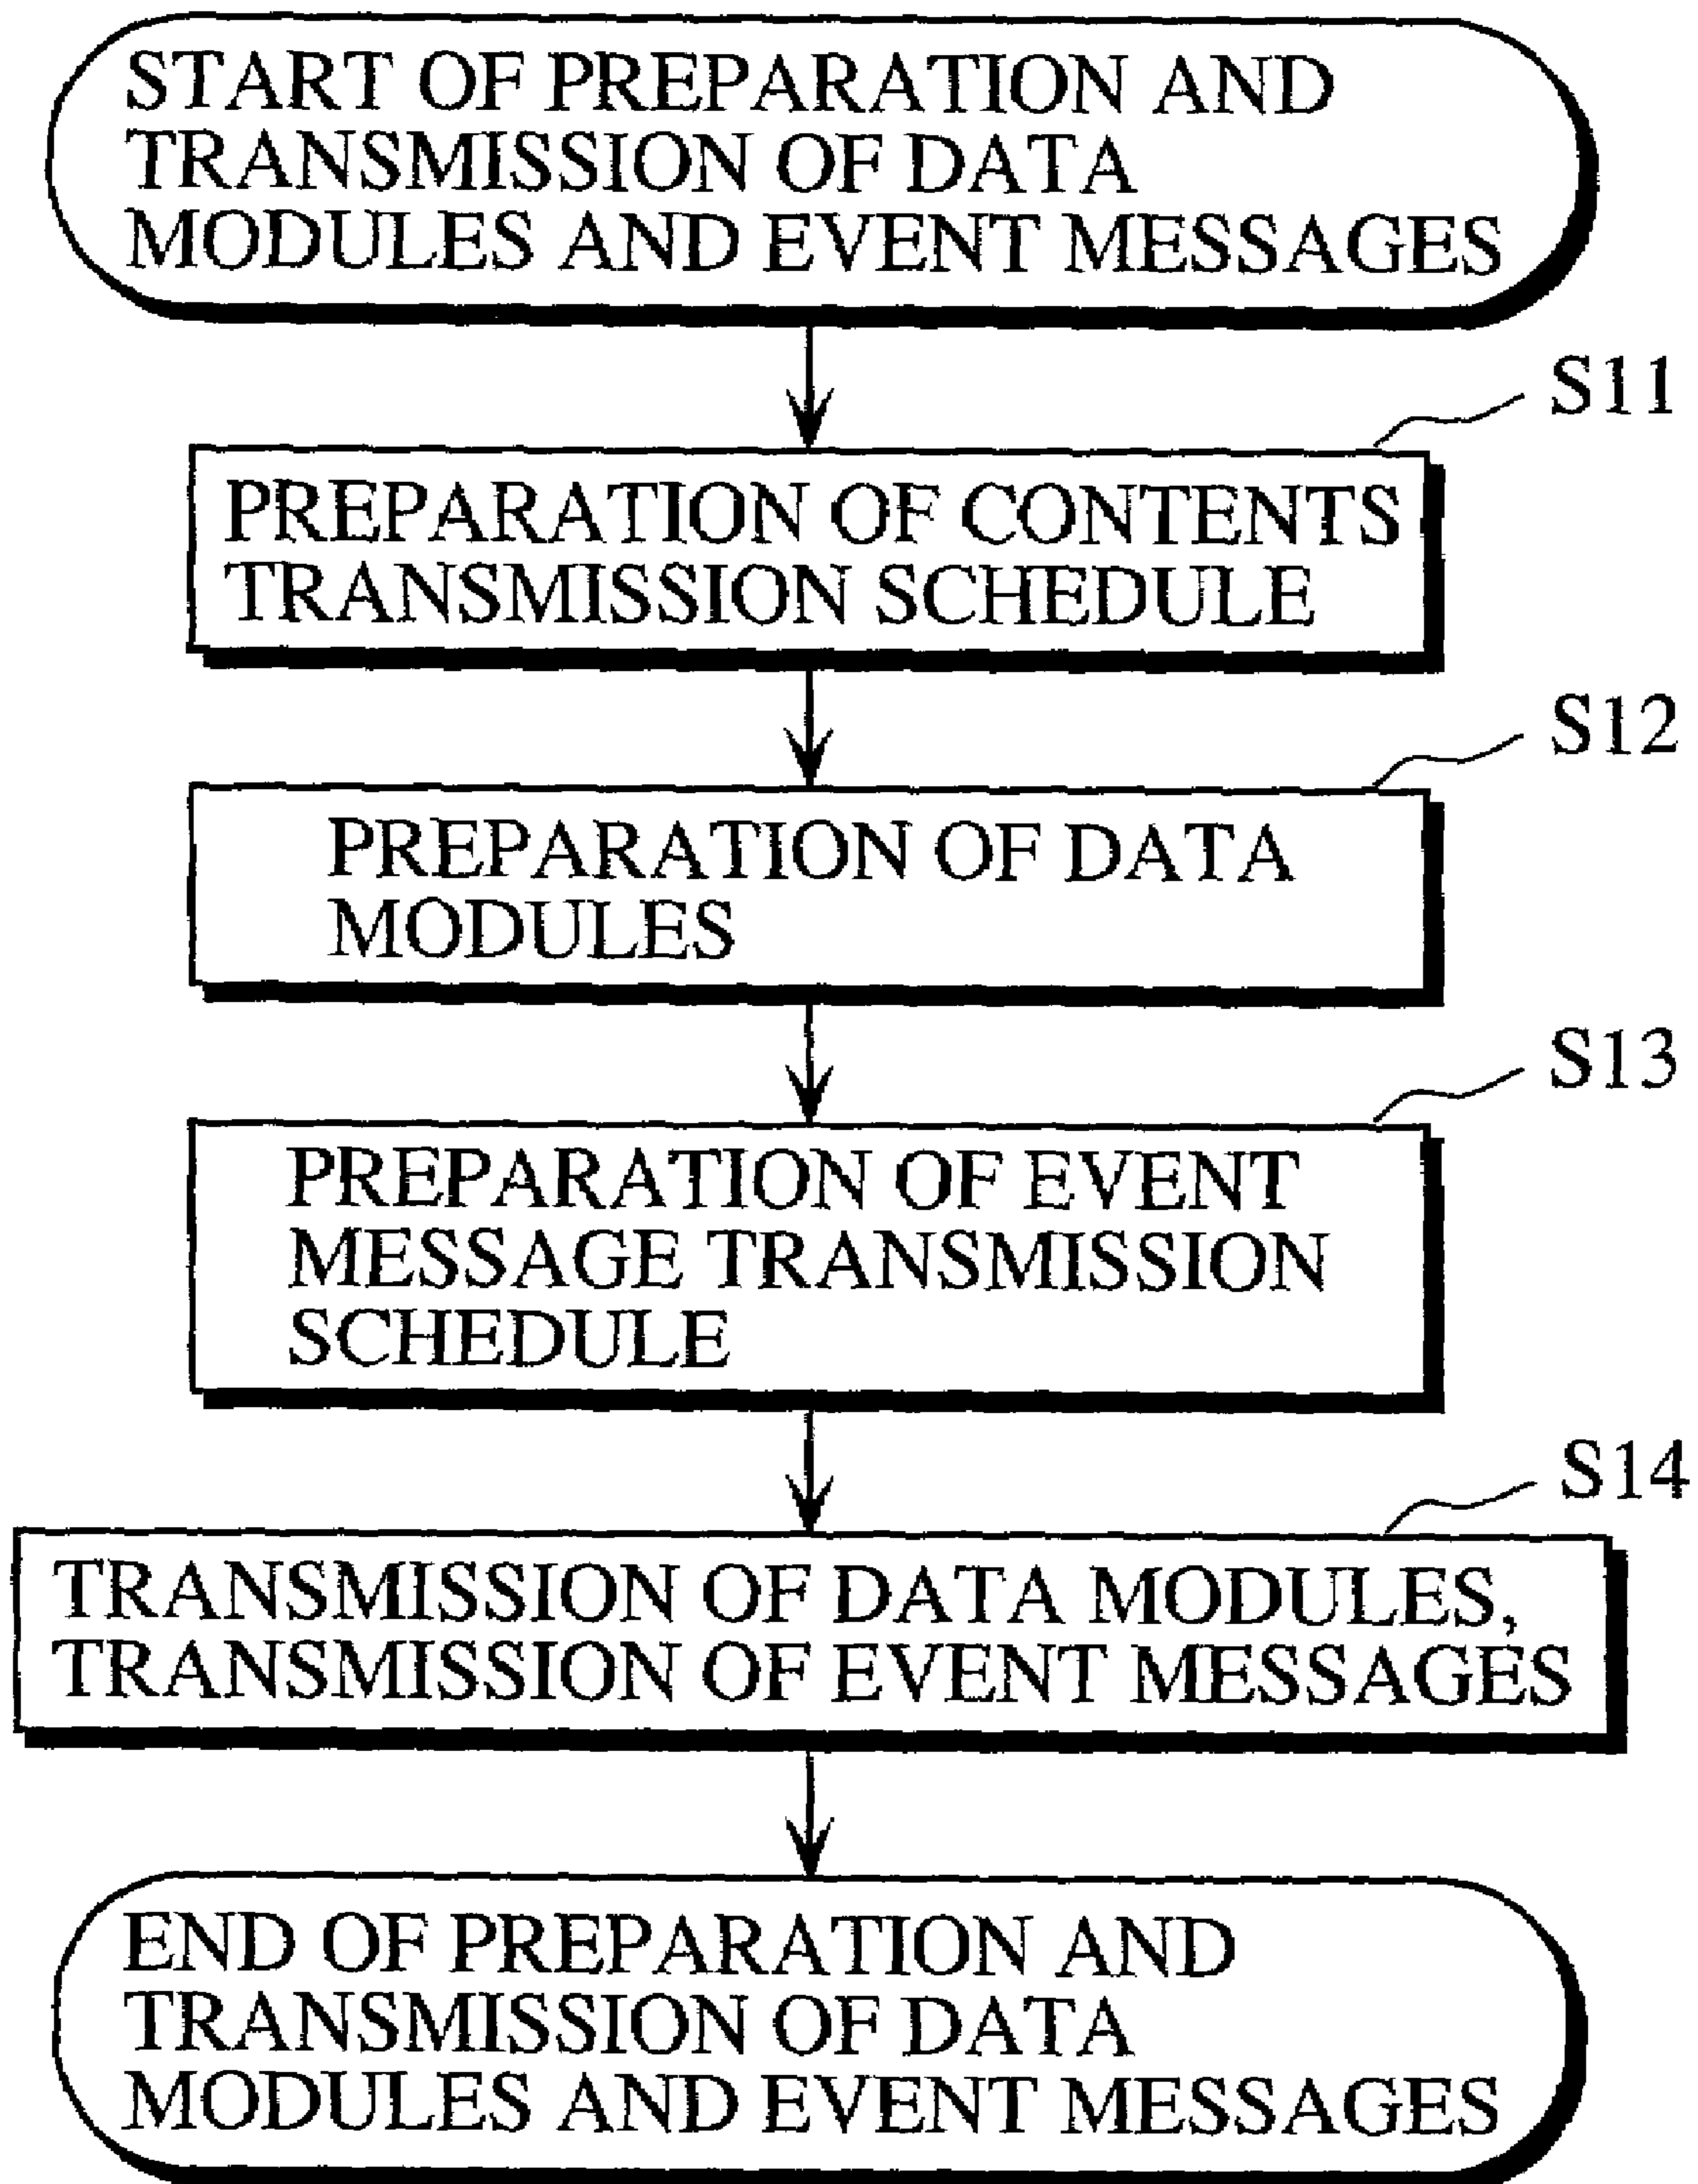 START OF PREPARATION AND
TRANSMISSION OF DATA
MODULES AND EVENT MESSAGES
S11
PREPARATION OF CONTENTS
TRANSMISSION SCHEDULE
S12
PREPARATION OF DATA
MODULES
S13
PREPARATION OF EVENT
MESSAGE TRANSMISSION
SCHEDULE
S14
TRANSMISSION OF DATA MODULES,
TRANSMISSION OF EVENT MESSAGES
END OF PREPARATION AND
TRANSMISSION OF DATA
MODULES AND EVENT MESSAGES